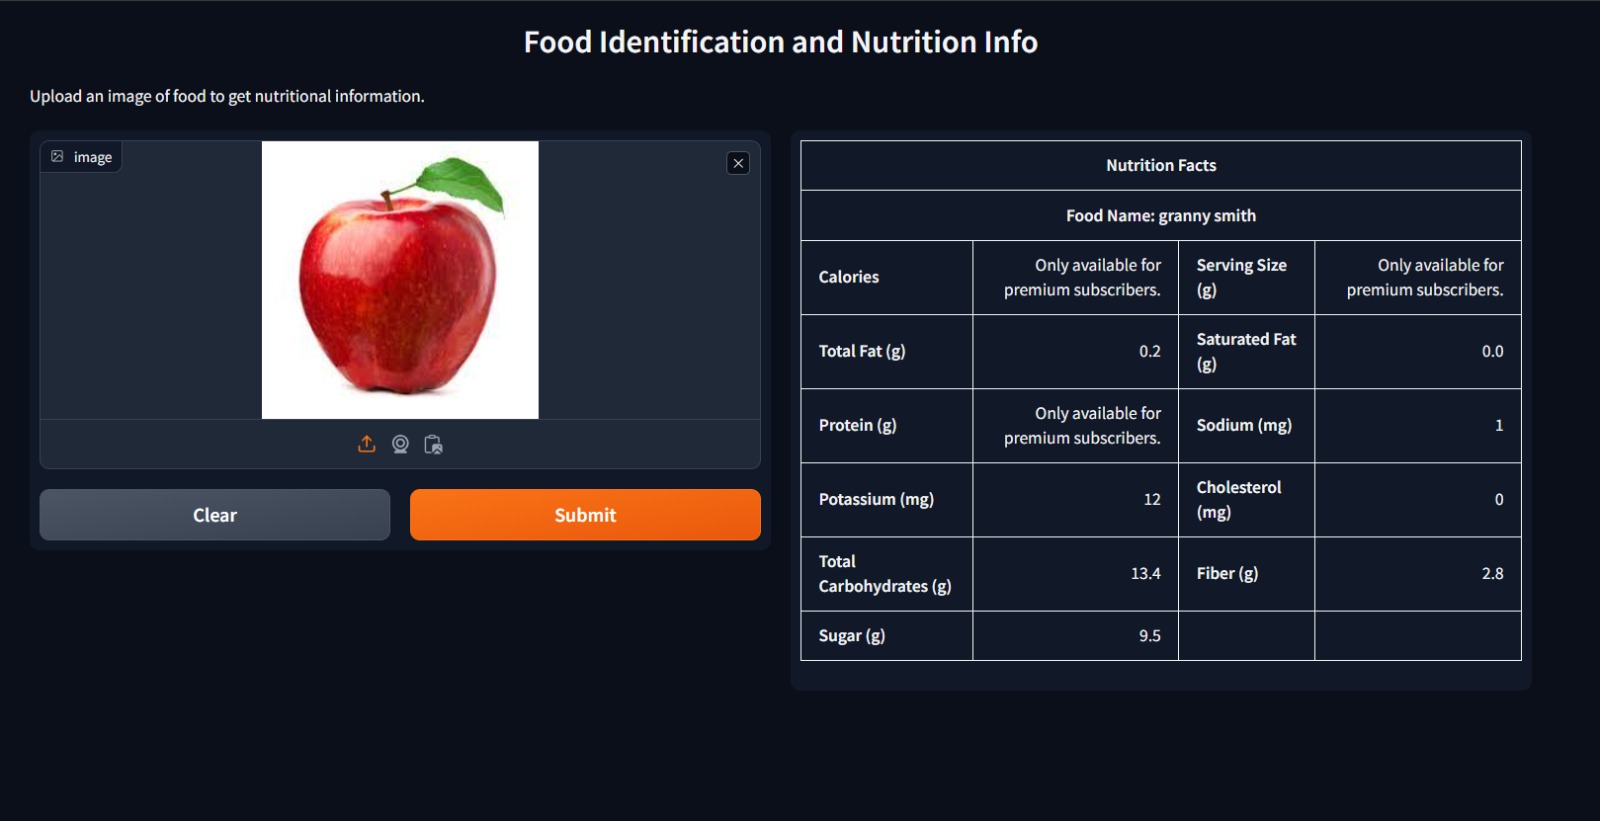 Food Identification and Nutrition Info
Upload an image of food to get nutritional information.
image
Clear
Submit
Nutrition Facts
Food Name: granny smith
Calories
Only available for
premium subscribers.
Serving Size
(g)
Only available for
premium subscribers.
Total Fat (g)
0.2
Saturated Fat
(g)
0.0
Protein (g)
Only available for
premium subscribers.
Sodium (mg)
1
Potassium (mg)
12
Cholesterol
(mg)
0
Total
Carbohydrates (g)
13.4
Fiber (g)
2.8
Sugar (g)
9.5